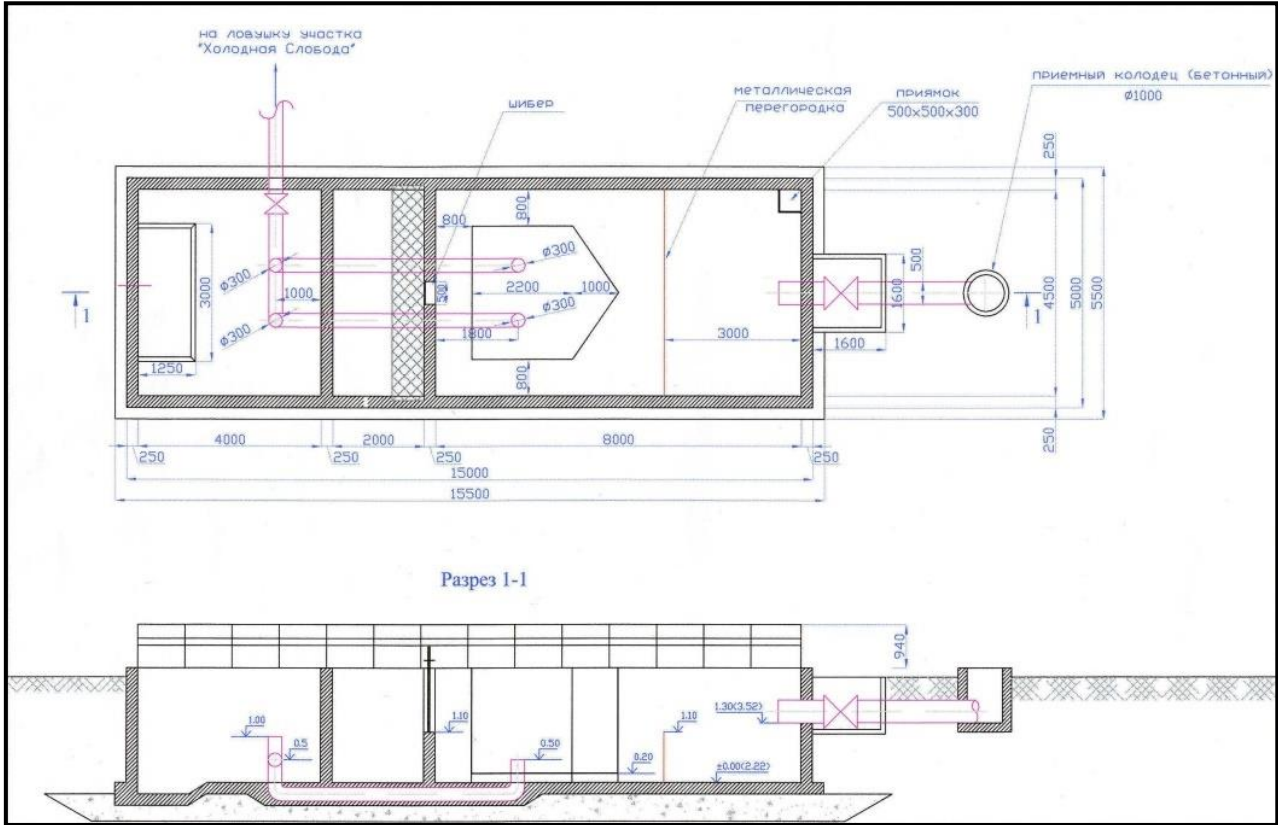 на ловушку участка
"Холодная Слобода"
шибер
металлическая
перегородка
приямок
500х500х300
приемный колодец (бетонный)
ø1000
250
800
800
ø300
ø300
500
2200
1000
1800
ø300
1000
ø300
3000
1250
3000
500
1600
1600
4500
5000
5500
800
1
1
4000
2000
8000
250
250
250
250
250
15000
15500
Разрез 1-1
940
1.00
0.5
1.10
0.50
0.20
1.10
1.30(3.52)
±0.00(2.22)